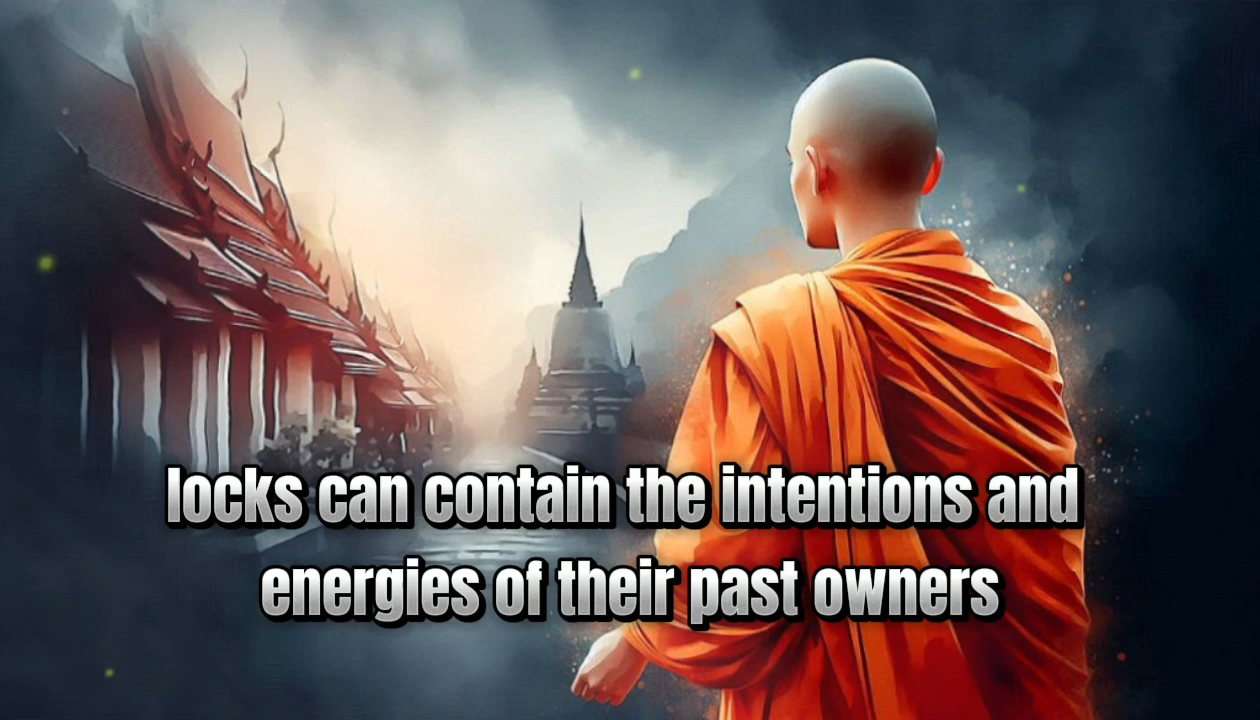 locks can contain the intentions and
energies of their past owners